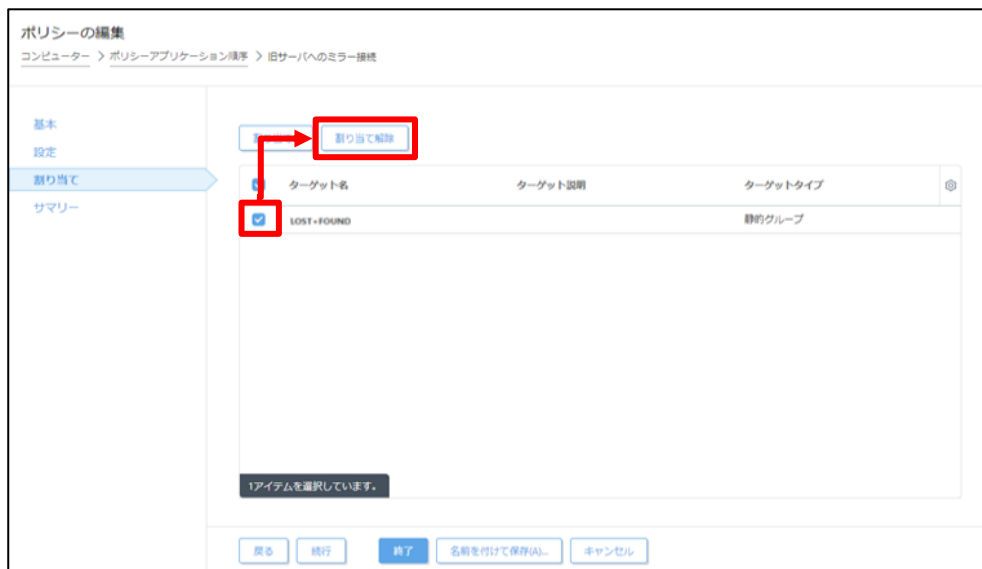 ポリシーの編集
コンピューター > ポリシーアプリケーション順序 > 旧サーバへのミラー接続
基本
設定
割り当て
サマリー
割り当て解除
ターゲット名 ターゲット説明 ターゲットタイプ
LOST+FOUND 静的グループ
1アイテムを選択しています。
戻る 続行 終了 名前を付けて保存(A)... キャンセル